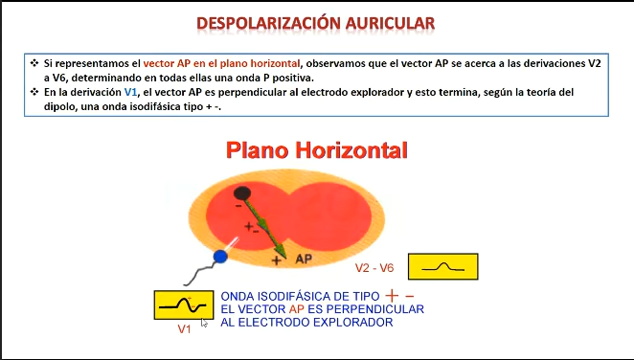 DESPOLARIZACIÓN AURICULAR
❖ Si representamos el vector AP en el plano horizontal, observamos que el vector AP se acerca a las derivaciones V2
a V6, determinando en todas ellas una onda P positiva.
❖ En la derivación V1, el vector AP es perpendicular al electrodo explorador y esto termina, según la teoría del
dipolo, una onda isodifásica tipo + -.
Plano Horizontal
-
+ -
+ AP
V2 - V6
ONDA ISODIFÁSICA DE TIPO + -
EL VECTOR AP ES PERPENDICULAR
AL ELECTRODO EXPLORADOR
V1